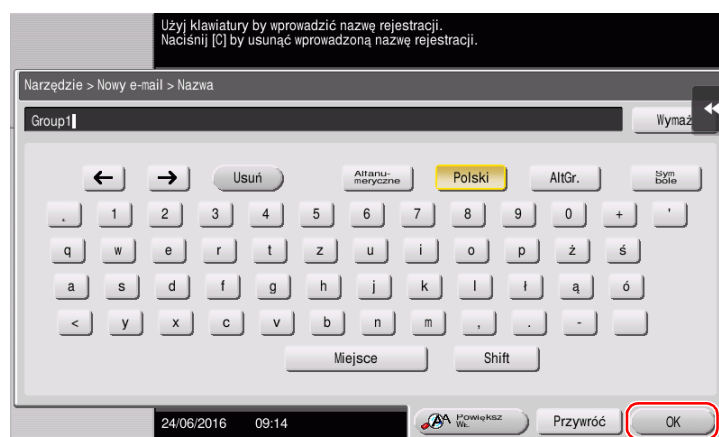 Użyj klawiatury by wprowadzić nazwę rejestracji.
Naciśnij [C] by usunąć wprowadzoną nazwę rejestracji.
Narzędzie > Nowy e-mail > Nazwa
Group1
Wymaż
← → Usuń Alfanu-meryczne Polski AltGr. Sym bole
˛ 1 2 3 4 5 6 7 8 9 0 + '
q w e r t z u i o p ż ś
a s d f g h j k l ł ą ó
< y x c v b n m , . -
Miejsce Shift
24/06/2016 09:14 Powiększ Wł. Przywróć OK